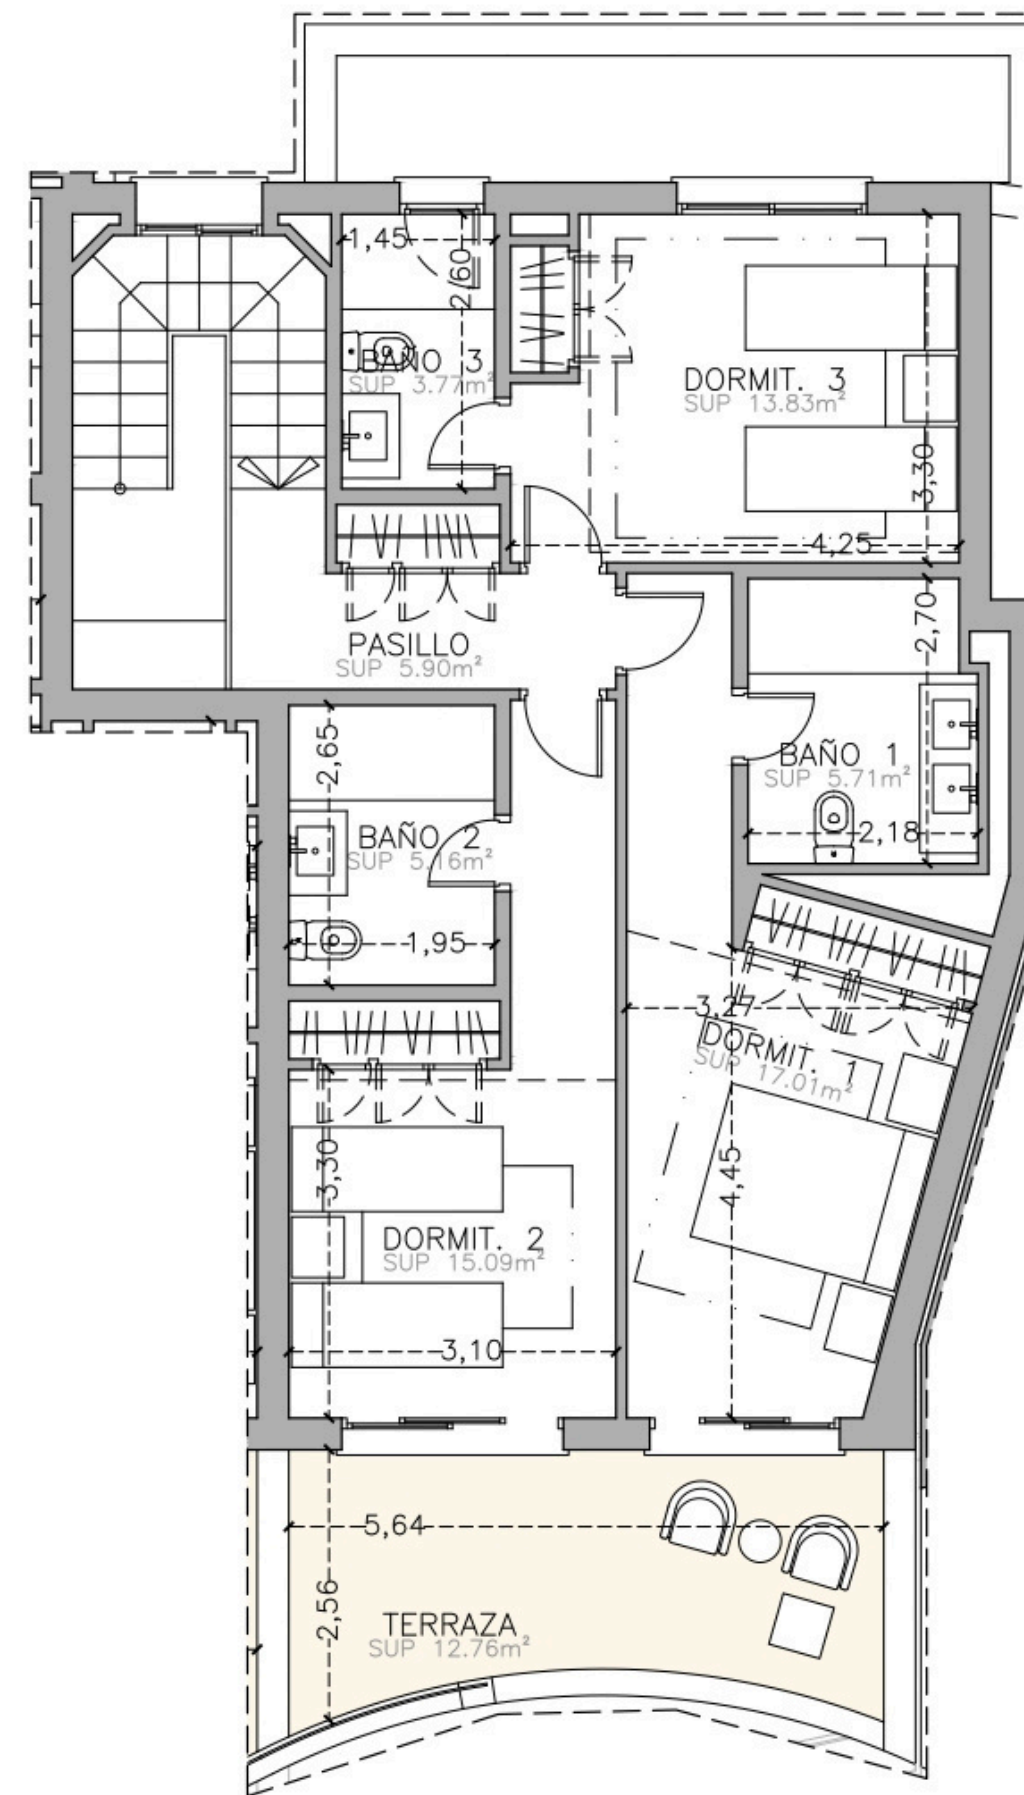 1,45
2,60
BAÑO 3
SUP 3.77m²
DORMIT. 3
SUP 13.83m²
3,30
4,25
PASILLO
SUP 5.90m²
2,70
BAÑO 1
SUP 5.71m²
2,18
2,65
BAÑO 2
SUP 5.16m²
1,95
3,27
DORMIT. 1
SUP 17.01m²
4,45
3,30
DORMIT. 2
SUP 15.09m²
3,10
5,64
2,56
TERRAZA
SUP 12.76m²